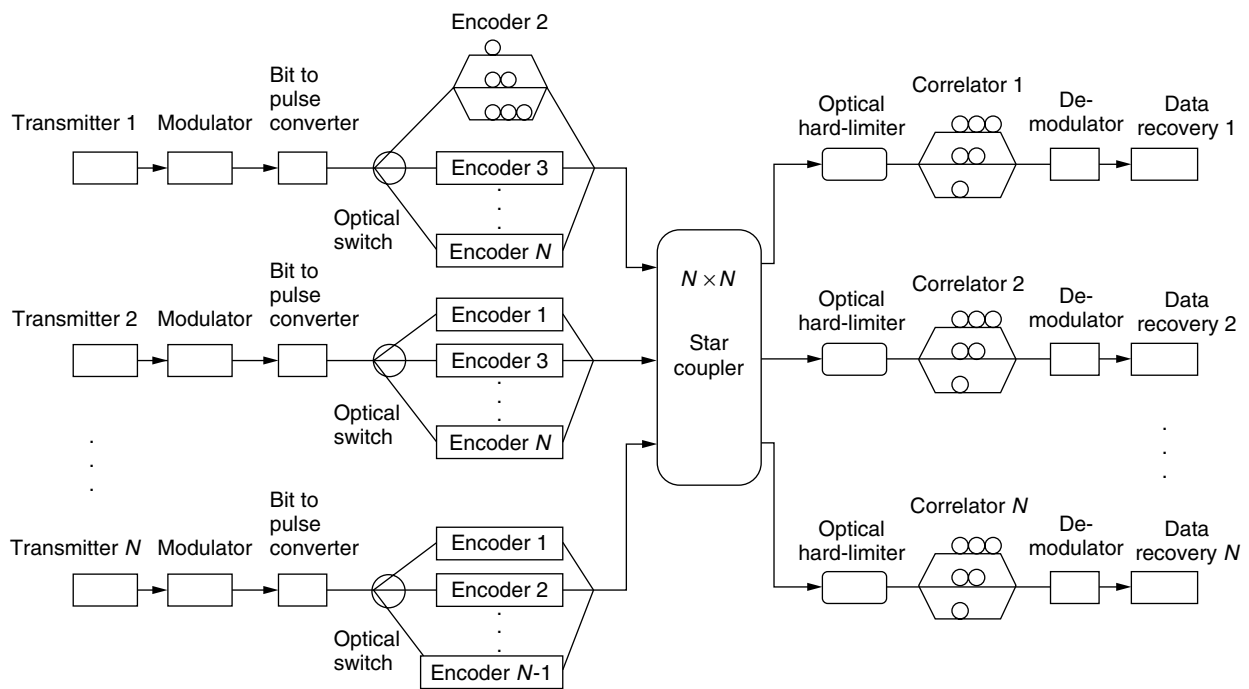 Encoder 2
Transmitter 1
Modulator
Bit to
pulse
converter
Encoder 3
Optical
switch
Encoder N
Optical
hard-limiter
Correlator 1
De-
modulator
Data
recovery 1
Transmitter 2
Modulator
Bit to
pulse
converter
Encoder 1
Encoder 3
Optical
switch
Encoder N
N × N
Star
coupler
Optical
hard-limiter
Correlator 2
De-
modulator
Data
recovery 2
Transmitter N
Modulator
Bit to
pulse
converter
Encoder 1
Encoder 2
Optical
switch
Encoder N-1
Optical
hard-limiter
Correlator N
De-
modulator
Data
recovery N